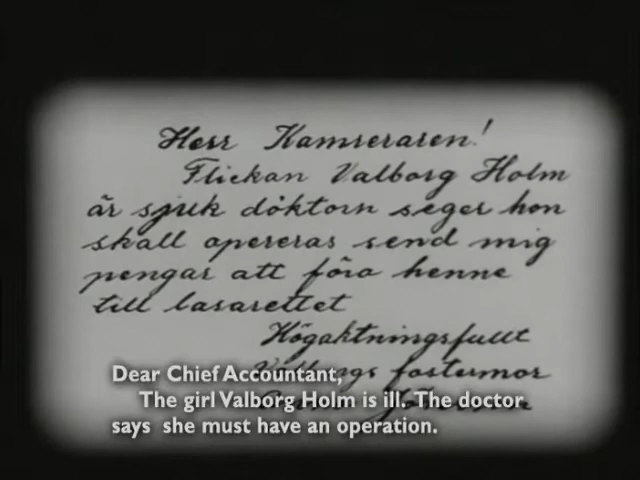 Herr Kamreraren!
Flickan Valborg Holm
är sjuk doktorn seger hon
skall opereras send mig
pengar att föra henne
till lasarettet
Högaktningsfullt
Valborgs fostermor
Dear Chief Accountant,
The girl Valborg Holm is ill. The doctor
says she must have an operation.